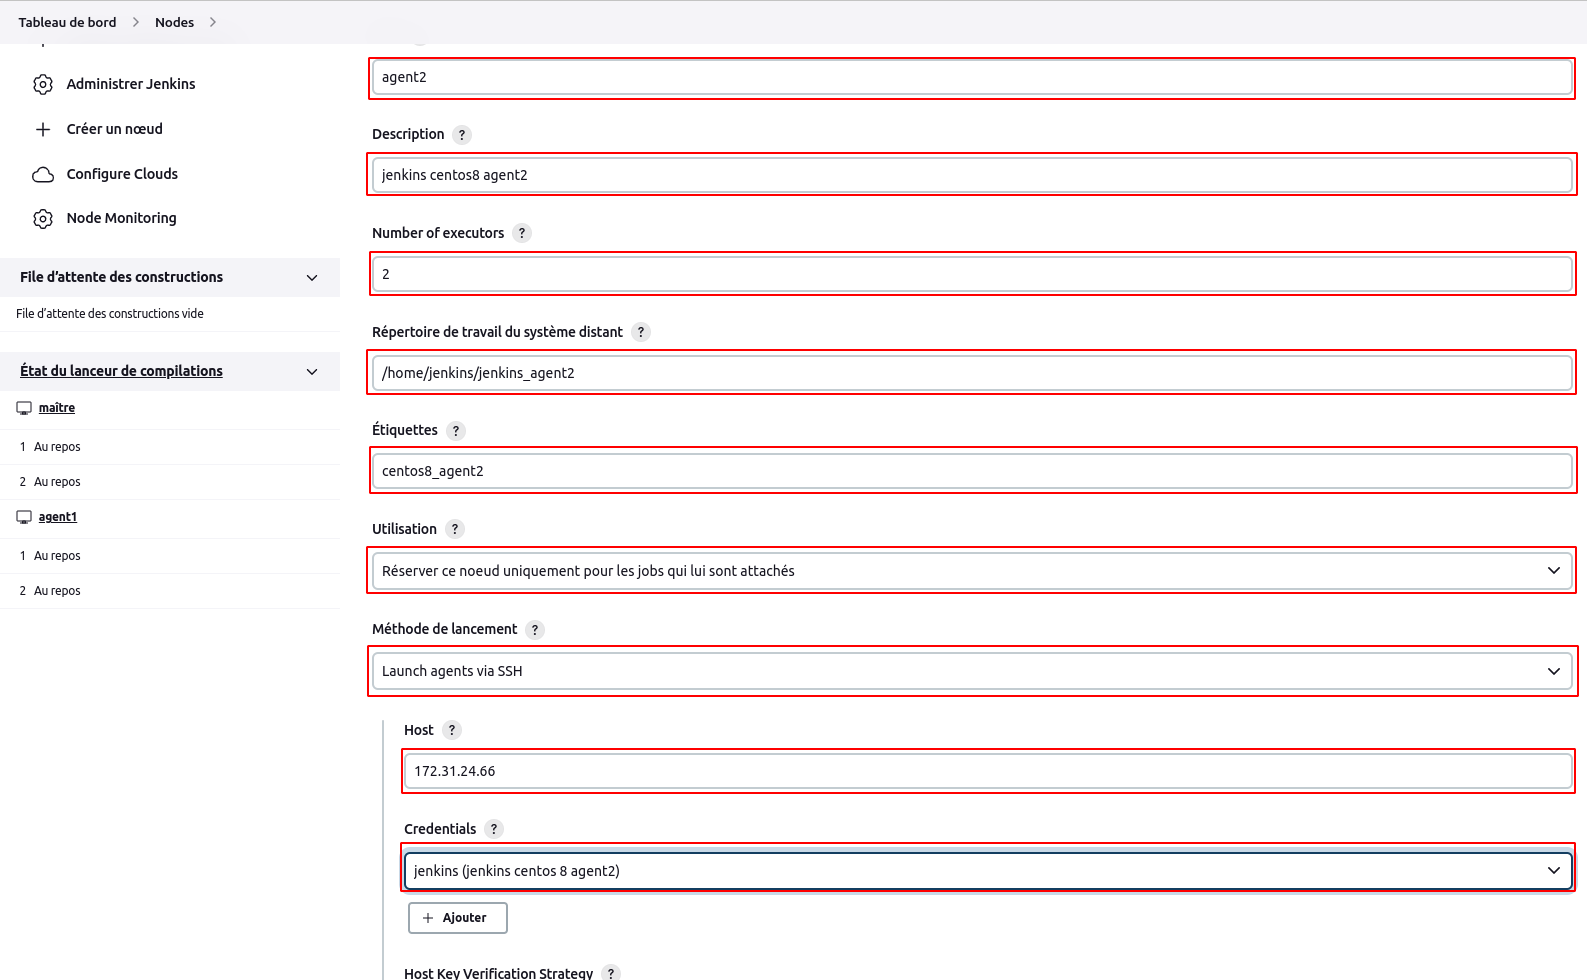 Tableau de bord > Nodes >
Administrer Jenkins
Créer un nœud
Configure Clouds
Node Monitoring
File d’attente des constructions
File d’attente des constructions vide
État du lanceur de compilations
maître
1 Au repos
2 Au repos
agent1
1 Au repos
2 Au repos
agent2
Description ?
jenkins centos8 agent2
Number of executors ?
2
Répertoire de travail du système distant ?
/home/jenkins/jenkins_agent2
Étiquettes ?
centos8_agent2
Utilisation ?
Réserver ce noeud uniquement pour les jobs qui lui sont attachés
Méthode de lancement ?
Launch agents via SSH
Host ?
172.31.24.66
Credentials ?
jenkins (jenkins centos 8 agent2)
+ Ajouter
Host Key Verification Strategy ?